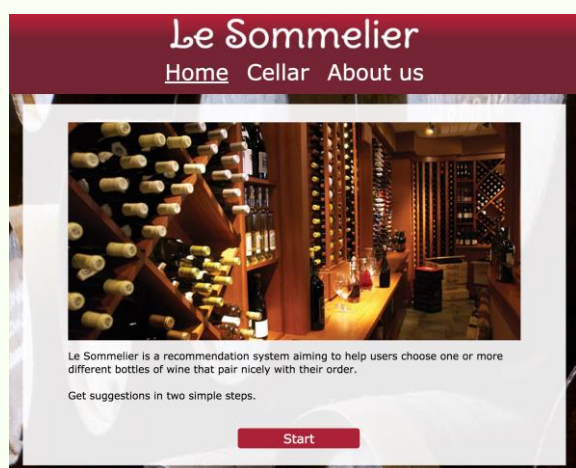 Le Sommelier
Home Cellar About us
Le Sommelier is a recommendation system aiming to help users choose one or more
different bottles of wine that pair nicely with their order.
Get suggestions in two simple steps.
Start